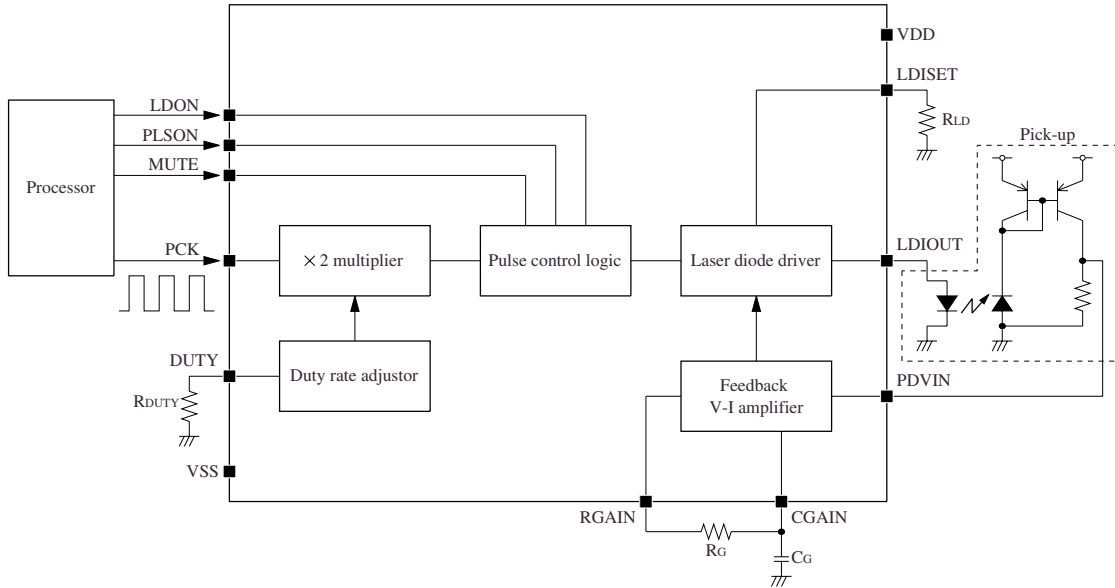 VDD
LDISET
RLD
Pick-up
LDON
PLSON
MUTE
Processor
PCK
× 2 multiplier
Pulse control logic
Laser diode driver
LDIOUT
DUTY
RDUTY
Duty rate adjustor
Feedback
V-I amplifier
PDVIN
VSS
RGAIN
CGAIN
RG
CG